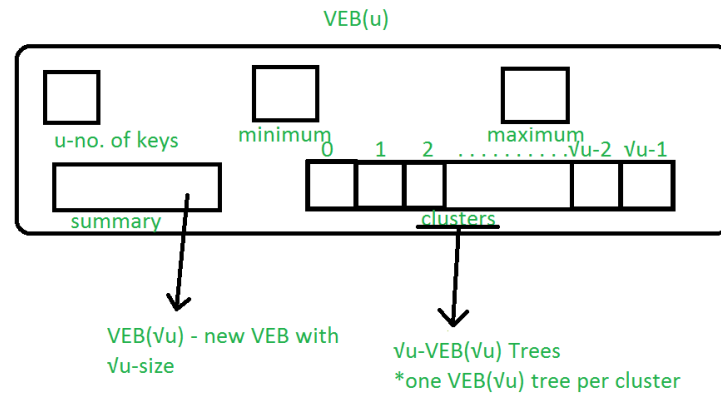 VEB(u)
u-no. of keys
minimum
maximum
0 1 2 . . . . . . . . . . √u-2 √u-1
summary
clusters
VEB(√u) - new VEB with
√u-size
√u-VEB(√u) Trees
*one VEB(√u) tree per cluster